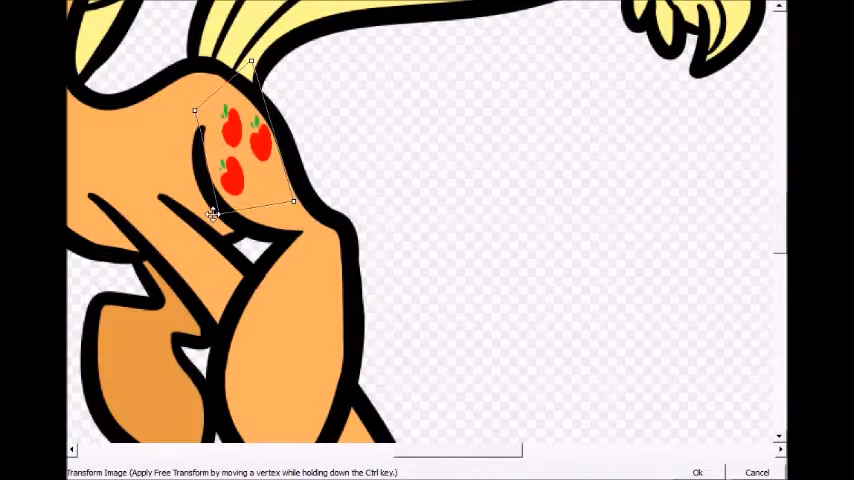 Transform Image (Apply Free Transform by moving a vertex while holding down the Ctrl key.)
Ok
Cancel